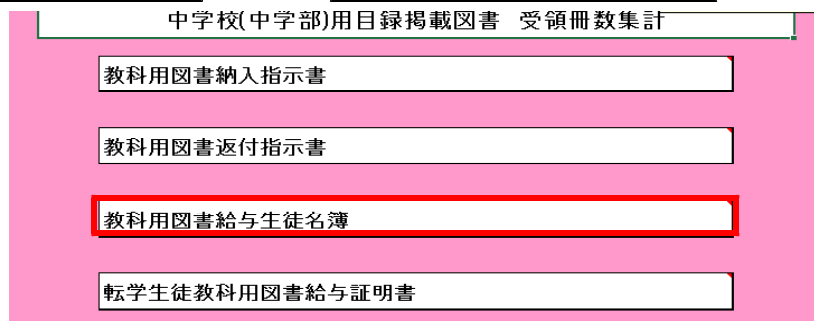 中学校(中学部)用目録掲載図書 受領冊数集計
教科用図書納入指示書
教科用図書返付指示書
教科用図書給与生徒名簿
転学生徒教科用図書給与証明書